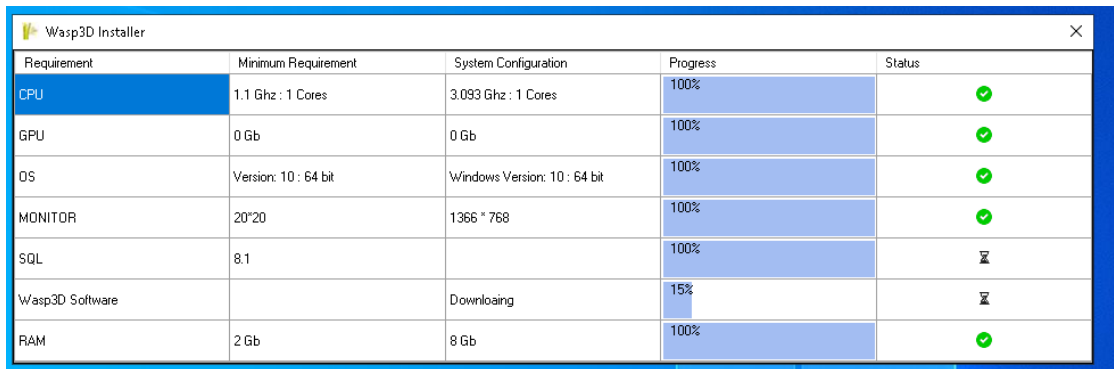 Wasp3D Installer
Requirement Minimum Requirement System Configuration Progress Status
CPU 1.1 Ghz : 1 Cores 3.093 Ghz : 1 Cores 100%
GPU 0 Gb 0 Gb 100%
OS Version: 10 : 64 bit Windows Version: 10 : 64 bit 100%
MONITOR 20*20 1366 * 768 100%
SQL 8.1 100%
Wasp3D Software Downloaing 15%
RAM 2 Gb 8 Gb 100%